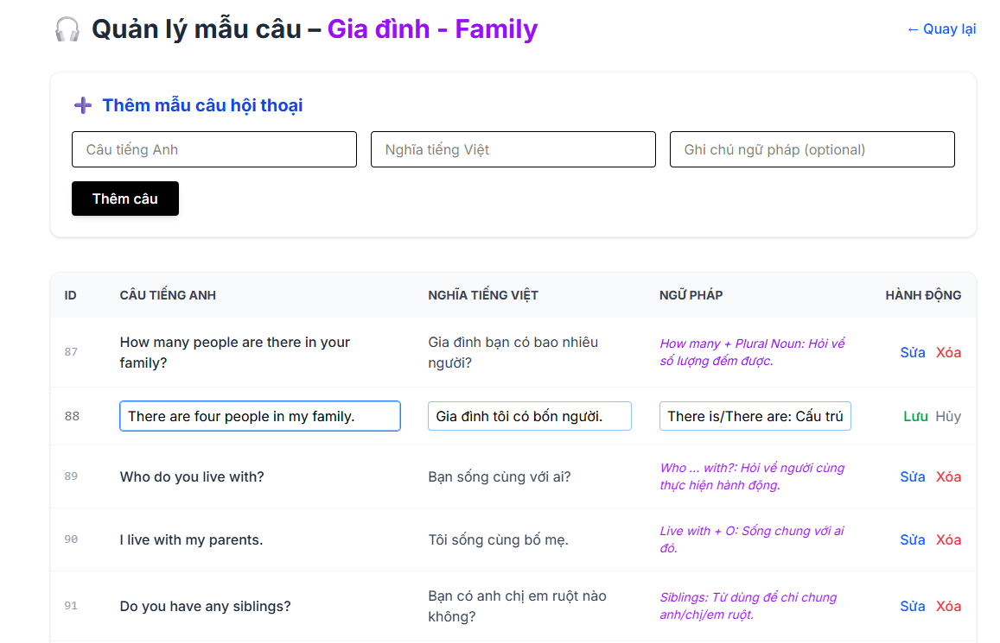 Quản lý mẫu câu – Gia đình - Family
← Quay lại
Thêm mẫu câu hội thoại
Câu tiếng Anh
Nghĩa tiếng Việt
Ghi chú ngữ pháp (optional)
Thêm câu
ID CÂU TIẾNG ANH NGHĨA TIẾNG VIỆT NGỮ PHÁP HÀNH ĐỘNG
87
How many people are there in your
family?
Gia đình bạn có bao nhiêu
người?
How many + Plural Noun: Hỏi về
số lượng đếm được.
Sửa Xóa
88
There are four people in my family.
Gia đình tôi có bốn người.
There is/There are: Cấu trú
Lưu Hủy
89
Who do you live with?
Bạn sống cùng với ai?
Who ... with?: Hỏi về người cùng
thực hiện hành động.
Sửa Xóa
90
I live with my parents.
Tôi sống cùng bố mẹ.
Live with + O: Sống chung với ai
đó.
Sửa Xóa
91
Do you have any siblings?
Bạn có anh chị em ruột nào
không?
Siblings: Từ dùng để chỉ chung
anh/chị/em ruột.
Sửa Xóa